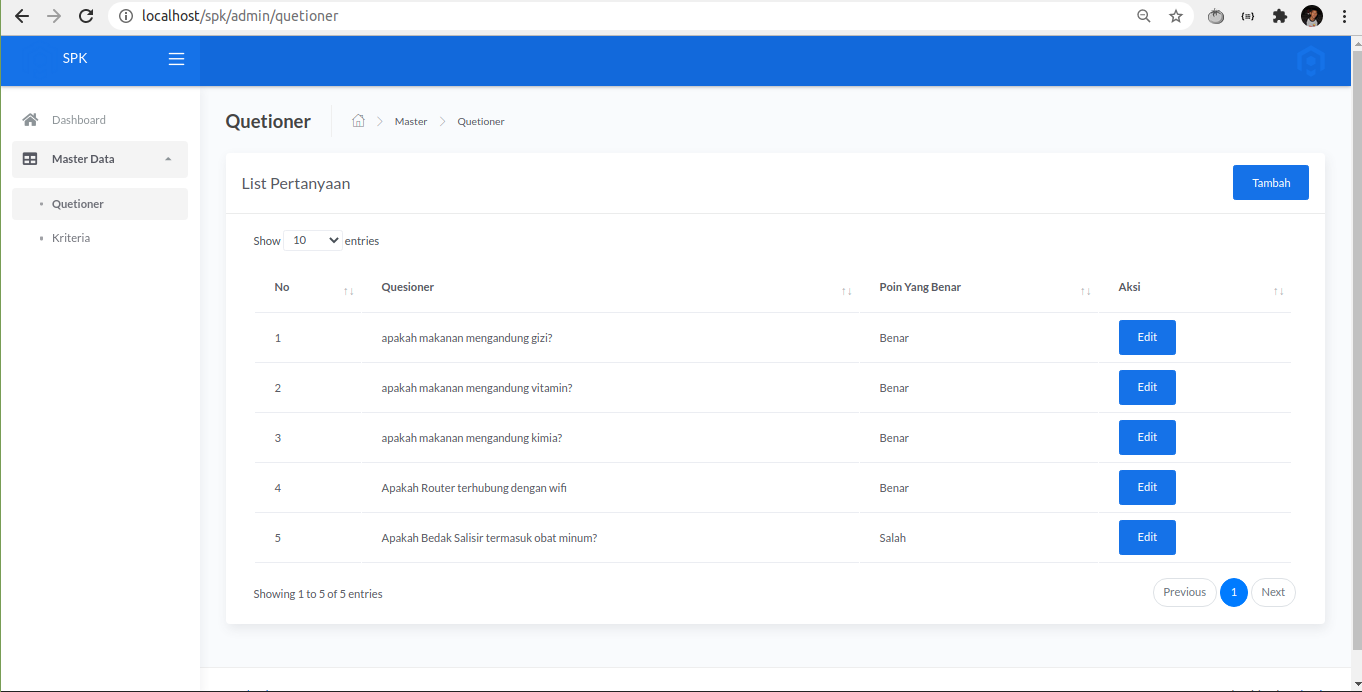 localhost/spk/admin/quetioner
SPK
Dashboard
Master Data
Quetioner
Kriteria
Quetioner Master Quetioner
List Pertanyaan Tambah
Show 10 entries
No Quesioner Poin Yang Benar Aksi
1 apakah makanan mengandung gizi? Benar Edit
2 apakah makanan mengandung vitamin? Benar Edit
3 apakah makanan mengandung kimia? Benar Edit
4 Apakah Router terhubung dengan wifi Benar Edit
5 Apakah Bedak Salisir termasuk obat minum? Salah Edit
Showing 1 to 5 of 5 entries Previous 1 Next